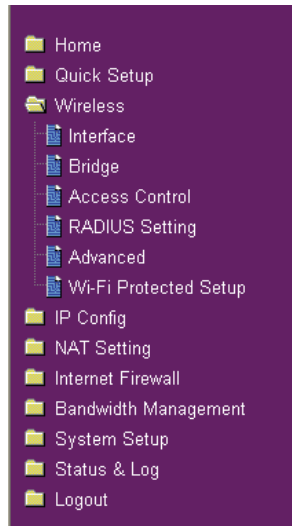 Home
Quick Setup
Wireless
Interface
Bridge
Access Control
RADIUS Setting
Advanced
Wi-Fi Protected Setup
IP Config
NAT Setting
Internet Firewall
Bandwidth Management
System Setup
Status & Log
Logout